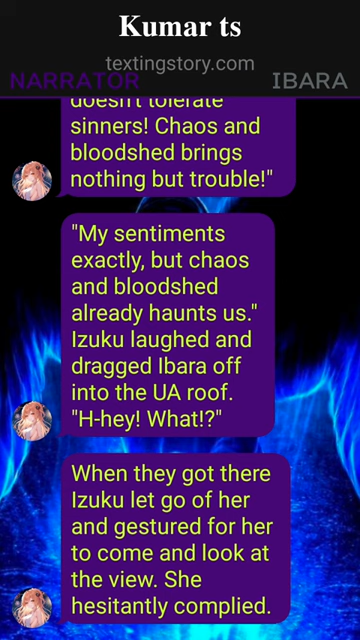 Kumar ts
textingstory.com
NARRATOR IBARA
doesn't tolerate
sinners! Chaos and
bloodshed brings
nothing but trouble!"
"My sentiments
exactly, but chaos
and bloodshed
already haunts us."
Izuku laughed and
dragged Ibara off
into the UA roof.
"H-hey! What!?"
When they got there
Izuku let go of her
and gestured for her
to come and look at
the view. She
hesitantly complied.